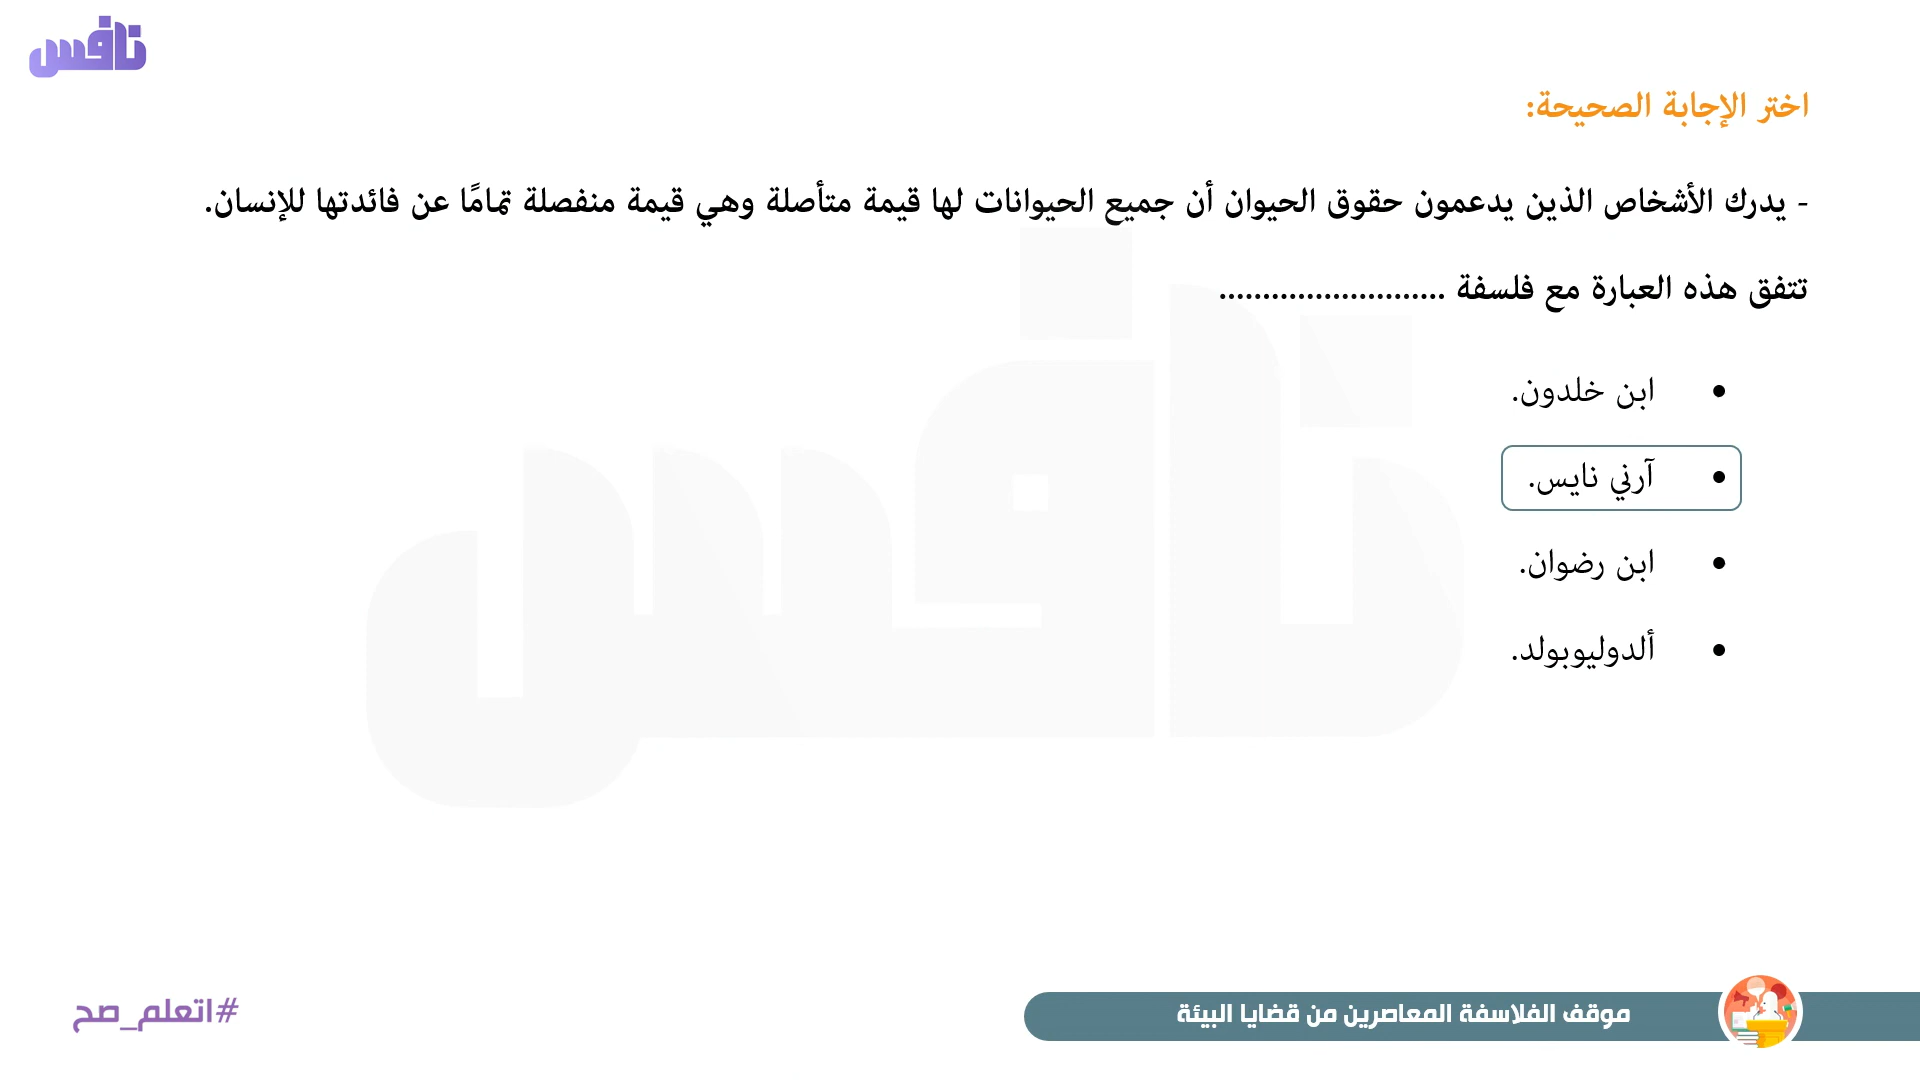 نافس
اختر الإجابة الصحيحة:
- يدرك الأشخاص الذين يدعمون حقوق الحيوان أن جميع الحيوانات لها قيمة متأصلة وهي قيمة منفصلة تمامًا عن فائدتها للإنسان.
تتفق هذه العبارة مع فلسفة ..........................
• ابن خلدون.
• آرني نايس.
• ابن رضوان.
• ألدوليوبولد.
نافس
موقف الفلاسفة المعاصرين من قضايا البيئة
#اتعلم_صح